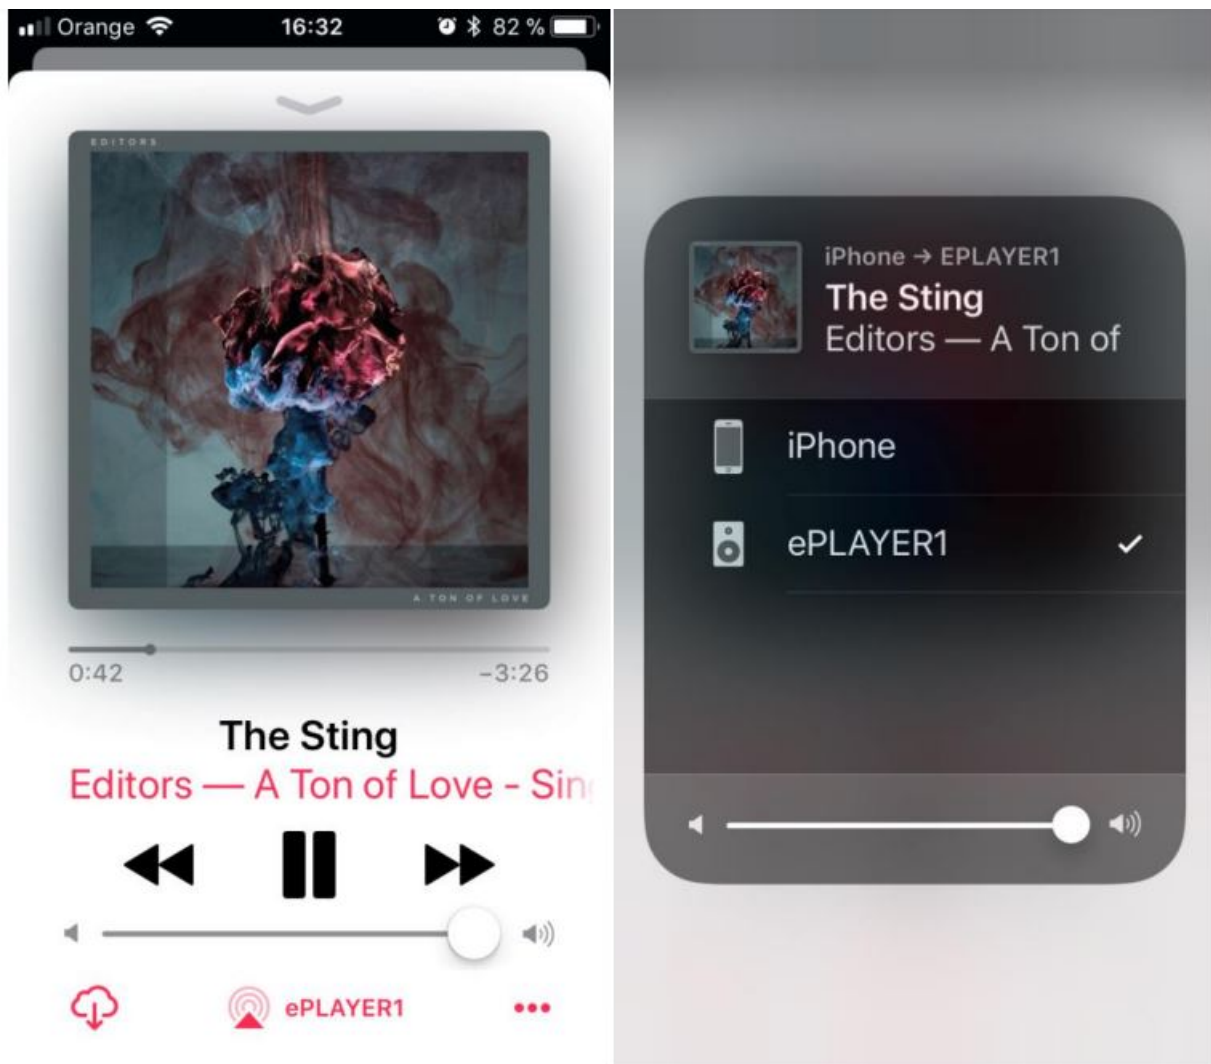 Orange 16:32 82 %
EDITORS
A TON OF LOVE
0:42 −3:26
The Sting
Editors — A Ton of Love - Sin
ePLAYER1
iPhone → EPLAYER1
The Sting
Editors — A Ton of
iPhone
ePLAYER1